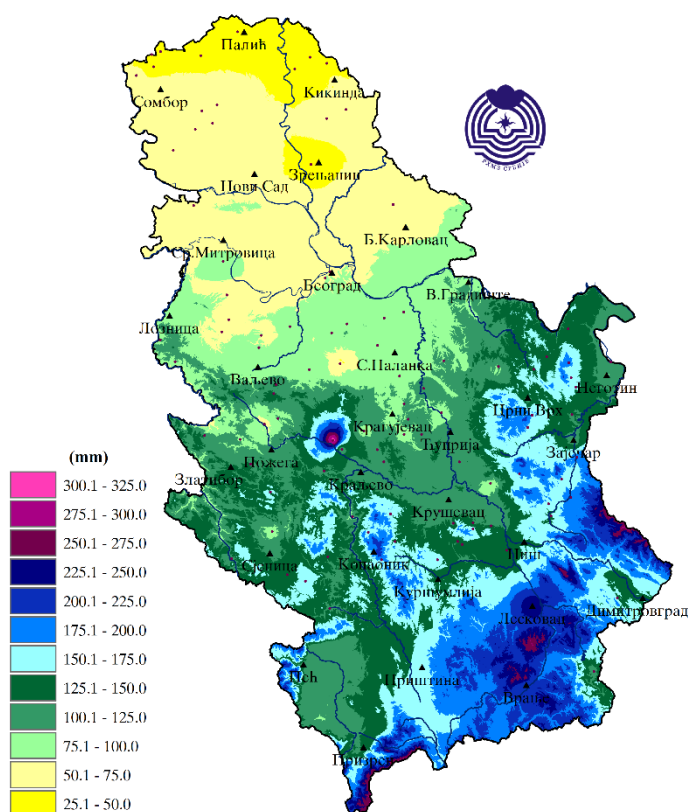 Палић
Кикинда
Сомбор
Зрењанин
Нови Сад
Б.Карловац
Ср.Митровица
Београд
В.Градиште
Лозница
С.Паланка
Ваљево
Неготин
Црни Врх
Крагујевац
Ћуприја
Зајечар
Пожега
Златибор
Краљево
Крушевац
Ниш
Сјеница
Копаоник
Куршумлија
Димитровград
Лесковац
Пећ
Приштина
Врање
Призрен
РХМЗ СРБИЈЕ
(mm)
300.1 - 325.0
275.1 - 300.0
250.1 - 275.0
225.1 - 250.0
200.1 - 225.0
175.1 - 200.0
150.1 - 175.0
125.1 - 150.0
100.1 - 125.0
75.1 - 100.0
50.1 - 75.0
25.1 - 50.0